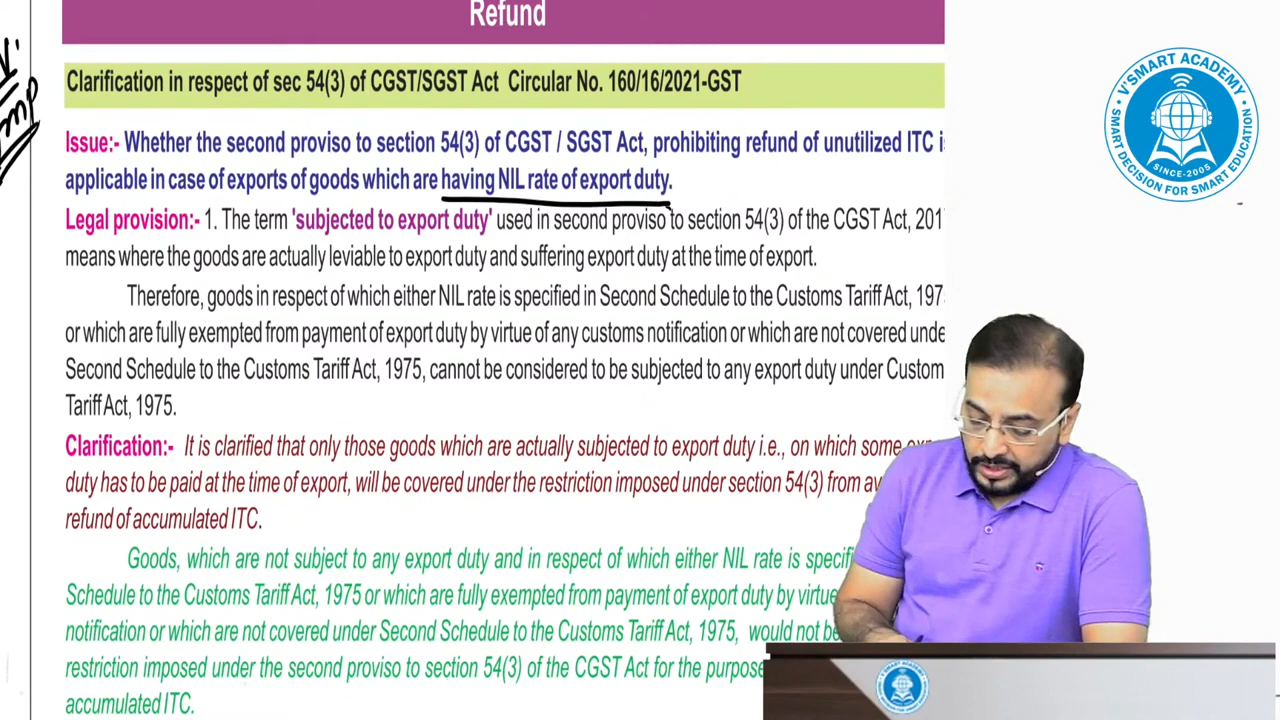 Refund
Clarification in respect of sec 54(3) of CGST/SGST Act Circular No. 160/16/2021-GST
Issue:- Whether the second proviso to section 54(3) of CGST / SGST Act, prohibiting refund of unutilized ITC
applicable in case of exports of goods which are having NIL rate of export duty.
Legal provision:- 1. The term 'subjected to export duty' used in second proviso to section 54(3) of the CGST Act, 201
means where the goods are actually leviable to export duty and suffering export duty at the time of export.
Therefore, goods in respect of which either NIL rate is specified in Second Schedule to the Customs Tariff Act, 197
or which are fully exempted from payment of export duty by virtue of any customs notification or which are not covered unde
Second Schedule to the Customs Tariff Act, 1975, cannot be considered to be subjected to any export duty under Custom
Tariff Act, 1975.
Clarification:- It is clarified that only those goods which are actually subjected to export duty i.e., on which some
duty has to be paid at the time of export, will be covered under the restriction imposed under section 54(3) from
refund of accumulated ITC.
Goods, which are not subject to any export duty and in respect of which either NIL rate is specif
Schedule to the Customs Tariff Act, 1975 or which are fully exempted from payment of export duty by virtue
notification or which are not covered under Second Schedule to the Customs Tariff Act, 1975, would not be
restriction imposed under the second proviso to section 54(3) of the CGST Act for the purpose
accumulated ITC.
V'SMART ACADEMY
SINCE-2005
SMART DECISION FOR SMART EDUCATION